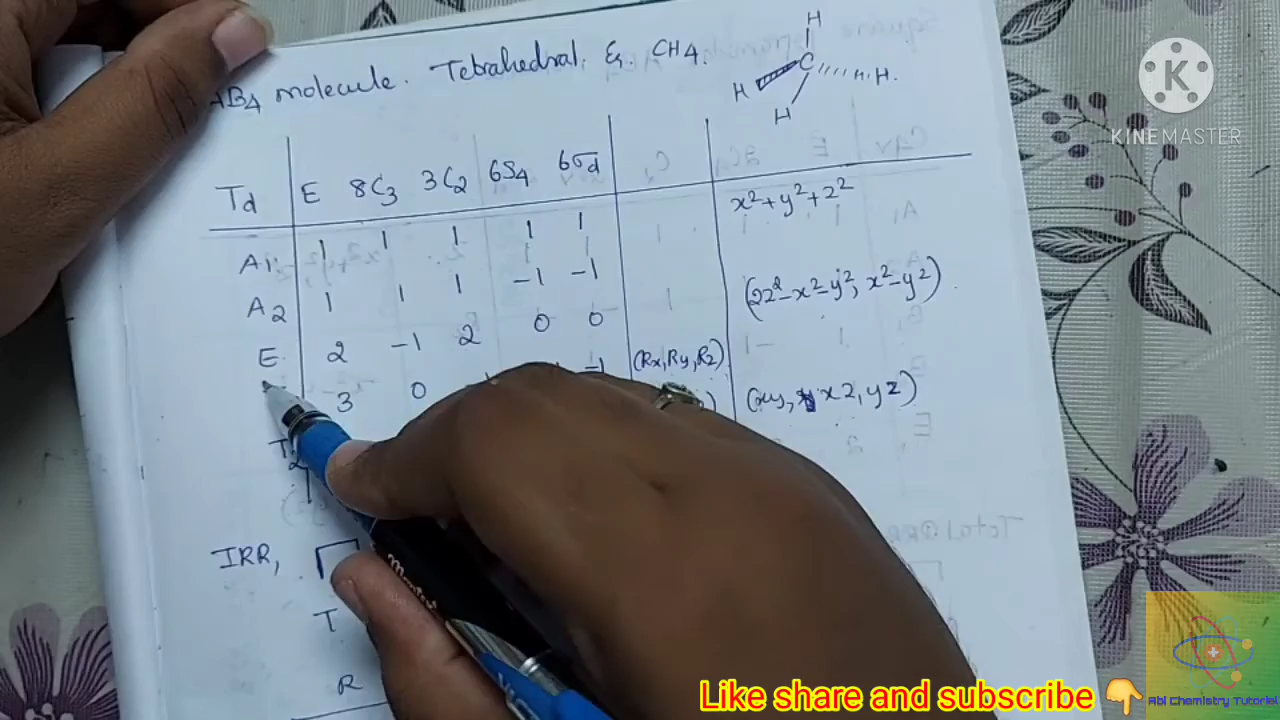 AB4 molecule. Tetrahedral. Eg. CH4.
H
C
H
H
H
KINEMASTER
Td E 8C3 3C2 6S4 6σd
A1 1 1 1 1 1 x²+y²+z²
A2 1 1 1 -1 -1
E 2 -1 2 0 0 (2z²-x²-y², x²-y²)
3 0 -1 (Rx, Ry, Rz)
T2 (xy, xz, yz)
IRR,
T
R
Like share and subscribe 👇
Abi Chemistry Tutorial